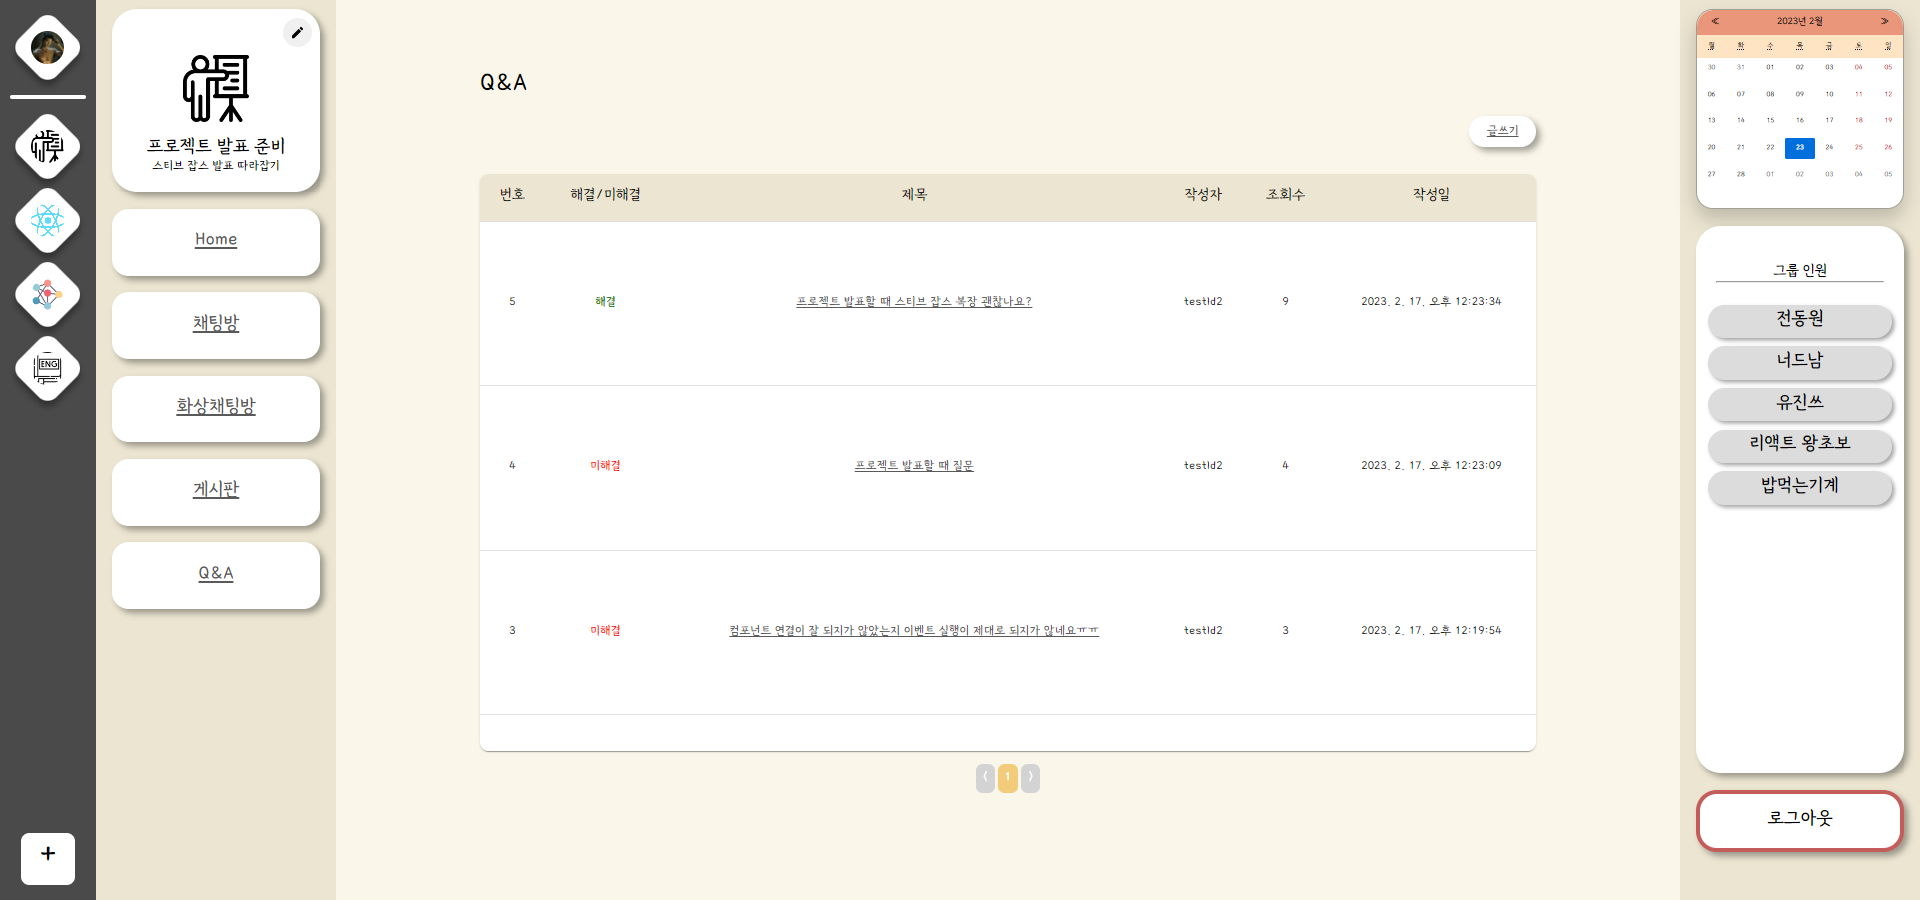 프로젝트 발표 준비
스티브 잡스 발표 따라잡기
Home
채팅방
화상채팅방
게시판
Q&A
ENG
+
Q&A
글쓰기
번호 해결/미해결 제목 작성자 조회수 작성일
5 해결 프로젝트 발표할 때 스티브 잡스 복장 괜찮나요? testId2 9 2023. 2. 17. 오후 12:23:34
4 미해결 프로젝트 발표할 때 질문 testId2 4 2023. 2. 17. 오후 12:23:09
3 미해결 컴포넌트 연결이 잘 되지가 않았는지 이벤트 실행이 제대로 되지가 않네요ㅠㅠ testId2 3 2023. 2. 17. 오후 12:19:54
⟨ 1 ⟩
≪ 2023년 2월 ≫
월 화 수 목 금 토 일
30 31 01 02 03 04 05
06 07 08 09 10 11 12
13 14 15 16 17 18 19
20 21 22 23 24 25 26
27 28 01 02 03 04 05
그룹 인원
전동원
너드남
유진쓰
리액트 왕초보
밥먹는기계
로그아웃